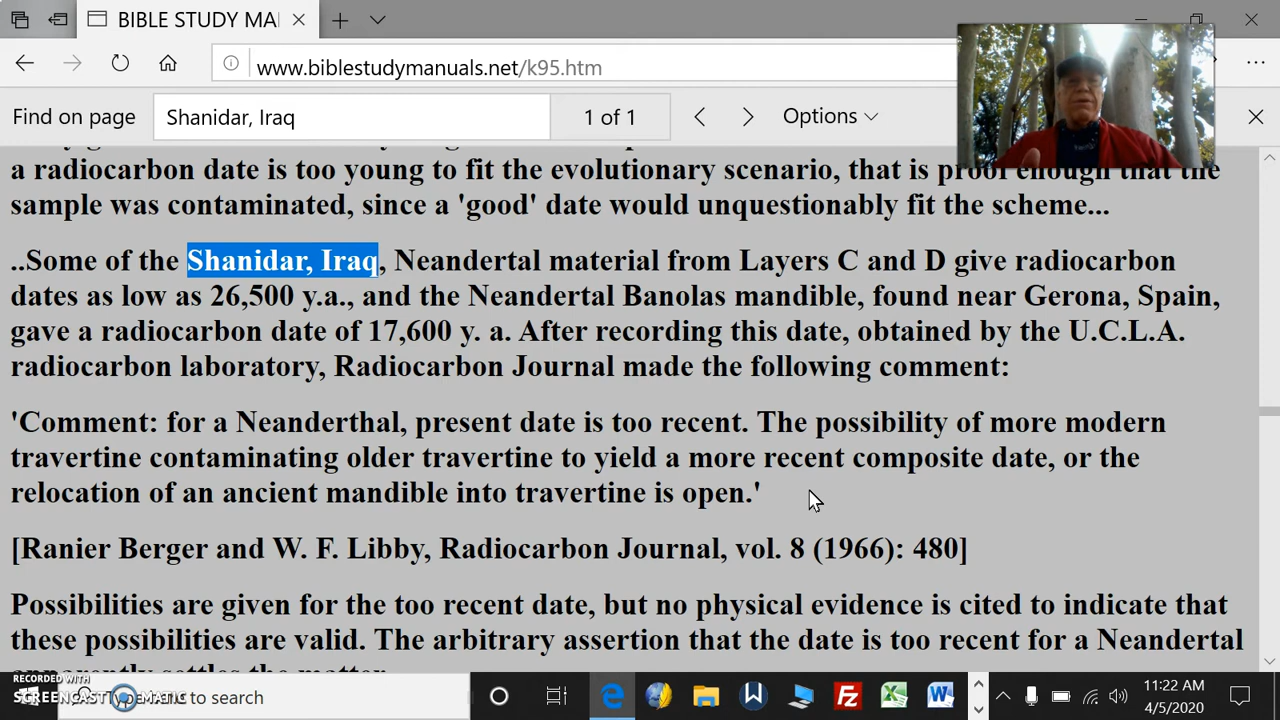 BIBLE STUDY MA
www.biblestudymanuals.net/k95.htm
Find on page
Shanidar, Iraq
1 of 1
Options
a radiocarbon date is too young to fit the evolutionary scenario, that is proof enough that the
sample was contaminated, since a 'good' date would unquestionably fit the scheme...
..Some of the Shanidar, Iraq, Neandertal material from Layers C and D give radiocarbon
dates as low as 26,500 y.a., and the Neandertal Banolas mandible, found near Gerona, Spain,
gave a radiocarbon date of 17,600 y. a. After recording this date, obtained by the U.C.L.A.
radiocarbon laboratory, Radiocarbon Journal made the following comment:
'Comment: for a Neanderthal, present date is too recent. The possibility of more modern
travertine contaminating older travertine to yield a more recent composite date, or the
relocation of an ancient mandible into travertine is open.'
[Ranier Berger and W. F. Libby, Radiocarbon Journal, vol. 8 (1966): 480]
Possibilities are given for the too recent date, but no physical evidence is cited to indicate that
these possibilities are valid. The arbitrary assertion that the date is too recent for a Neandertal
apparently settles the matter
RECORDED WITH
SCREENCAST MATIC
Type here to search
11:22 AM
4/5/2020